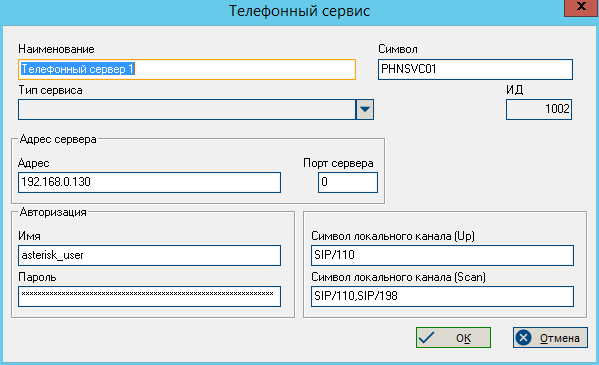 Телефонный сервис
x
Наименование
Символ
Телефонный сервер 1
PHNSVC01
Тип сервиса
ИД
1002
Адрес сервера
Адрес
Порт сервера
192.168.0.130
0
Авторизация
Имя
Символ локального канала (Up)
asterisk_user
SIP/110
Пароль
Символ локального канала (Scan)
SIP/110,SIP/198
OK
Отмена